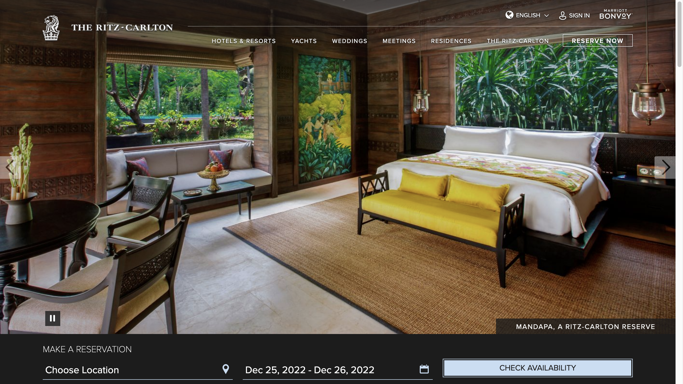 ENGLISH
SIGN IN
MARRIOTT
BONVOY
THE RITZ-CARLTON
HOTELS & RESORTS YACHTS WEDDINGS MEETINGS RESIDENCES THE RITZ-CARLTON RESERVE NOW
MANDAPA, A RITZ-CARLTON RESERVE
MAKE A RESERVATION
Choose Location Dec 25, 2022 - Dec 26, 2022 CHECK AVAILABILITY